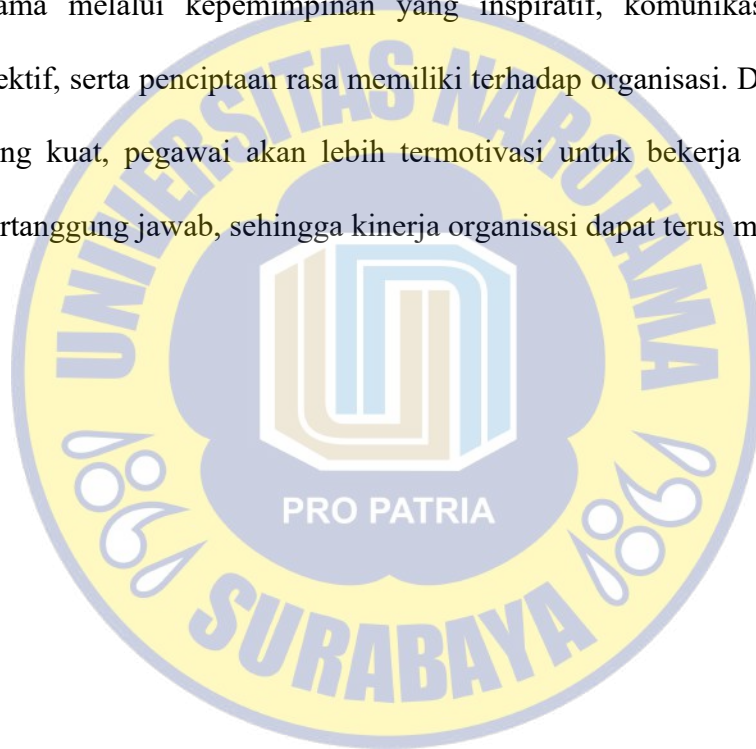 ama melalui kepemimpinan yang inspiratif, komunikas
ektif, serta penciptaan rasa memiliki terhadap organisasi. D
ng kuat, pegawai akan lebih termotivasi untuk bekerja
rtanggung jawab, sehingga kinerja organisasi dapat terus m
UNIVERSITAS NAROTAMA
PRO PATRIA
SURABAYA